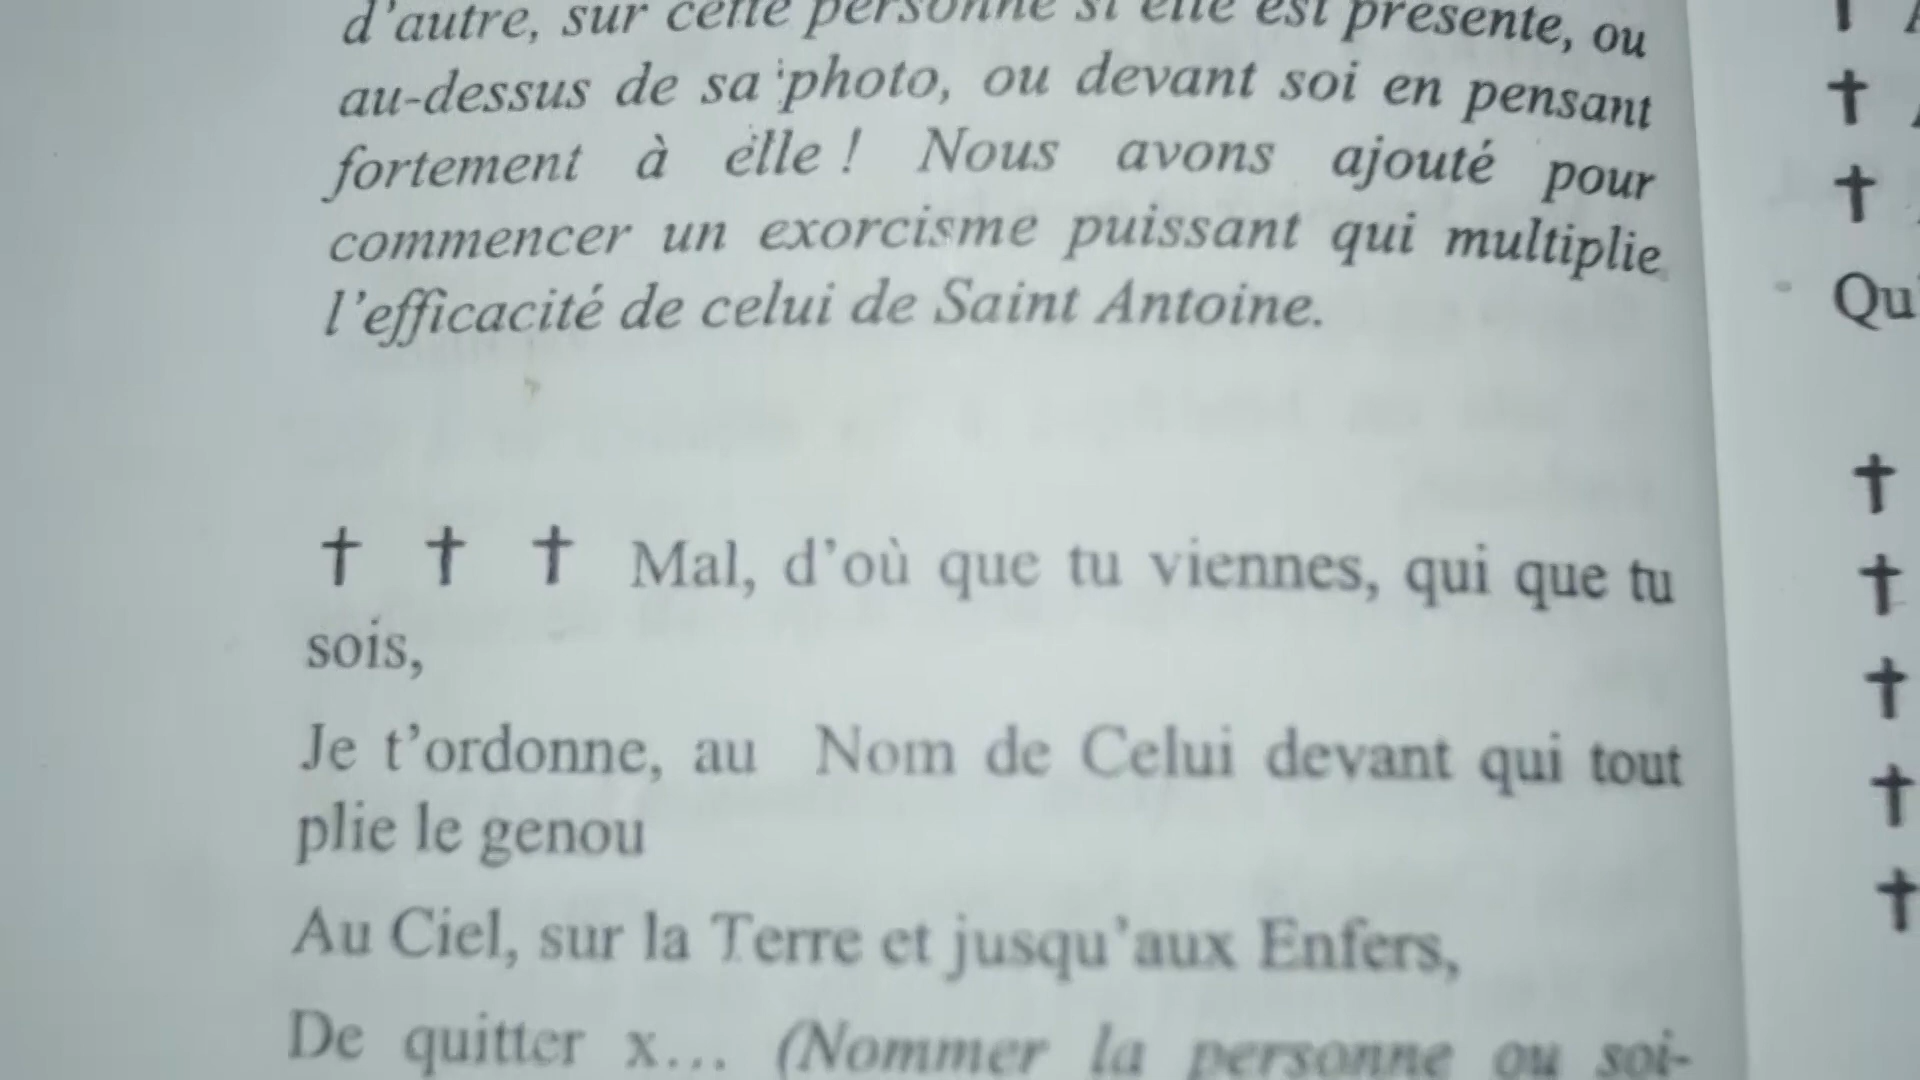 d'autre, sur cette personne si elle est présente, ou
au-dessus de sa photo, ou devant soi en pensant
fortement à elle ! Nous avons ajouté pour
commencer un exorcisme puissant qui multiplie
l'efficacité de celui de Saint Antoine.
† † † Mal, d'où que tu viennes, qui que tu
sois,
Je t'ordonne, au Nom de Celui devant qui tout
plie le genou
Au Ciel, sur la Terre et jusqu'aux Enfers,
De quitter x... (Nommer la personne ou soi-
†
†
Qu'
†
†
†
†
†